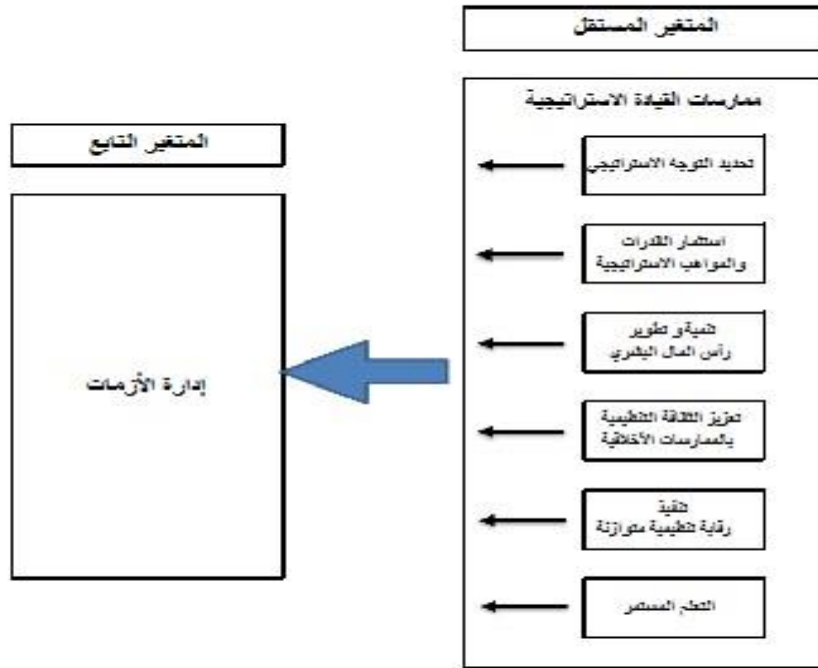 المتغير المستقل
ممارسات القيادة الاستراتيجية
تحديد التوجه الاستراتيجي
استثمار القدرات
والمواهب الاستراتيجية
تنمية و تطوير
رأس المال البشري
تعزيز الثقافة التنظيمية
بالممارسات الأخلاقية
تنفيذ
رقابة تنظيمية متوازنة
التعلم المستمر
المتغير التابع
إدارة الأزمات